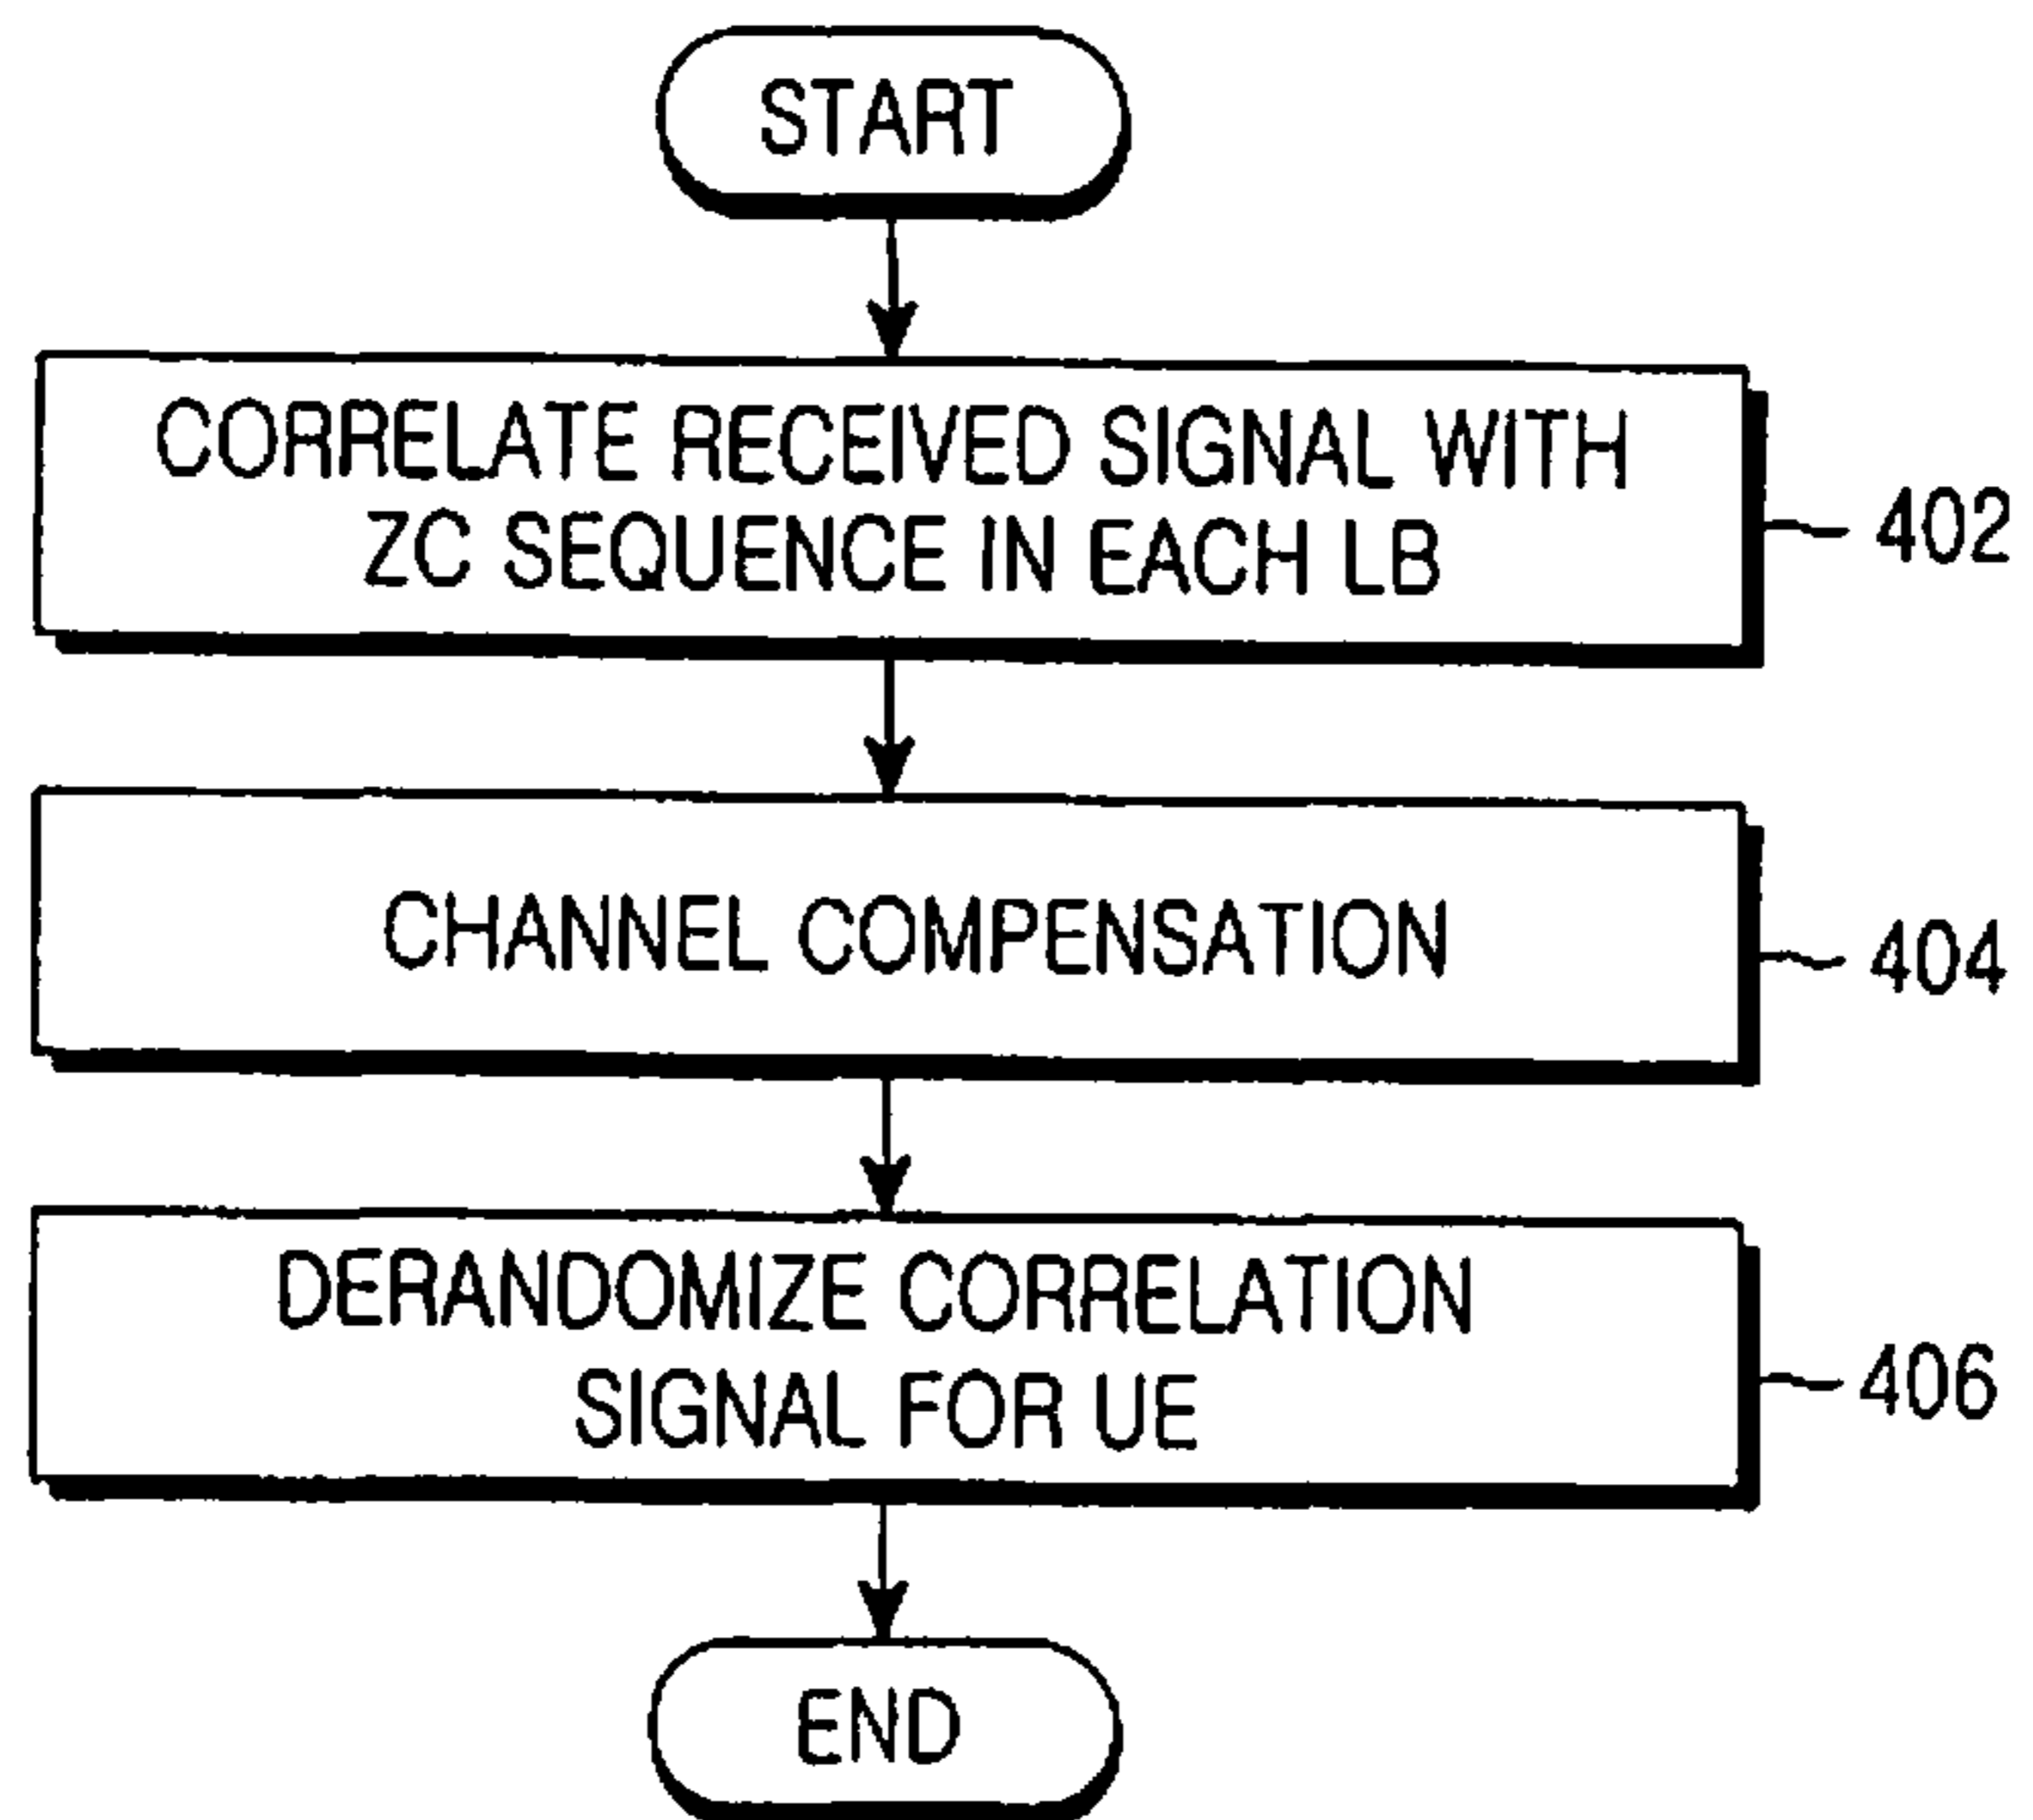 START
CORRELATE RECEIVED SIGNAL WITH
ZC SEQUENCE IN EACH LB
402
CHANNEL COMPENSATION
404
DERANDOMIZE CORRELATION
SIGNAL FOR UE
406
END